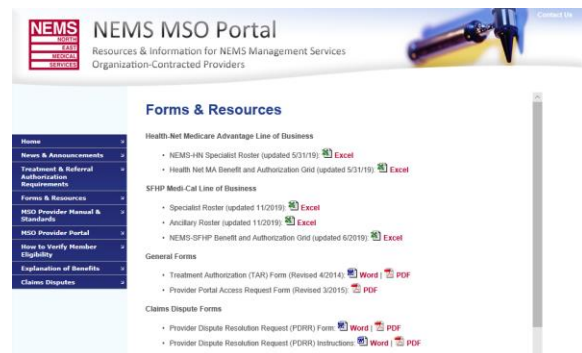 NEMS
NORTH
EAST
MEDICAL
SERVICES
NEMS MSO Portal
Resources & Information for NEMS Management Services
Organization-Contracted Providers
Contact Us
Home »
News & Announcements »
Treatment & Referral »
Authorization
Requirements
Forms & Resources »
MSO Provider Manual & »
Standards
MSO Provider Portal »
How to Verify Member »
Eligibility
Explanation of Benefits »
Claims Disputes »
Forms & Resources
Health-Net Medicare Advantage Line of Business
• NEMS-HN Specialist Roster (updated 5/31/19): Excel
• Health Net MA Benefit and Authorization Grid (updated 5/31/19): Excel
SFHP Medi-Cal Line of Business
• Specialist Roster (updated 11/2019): Excel
• Ancillary Roster (updated 11/2019): Excel
• NEMS-SFHP Benefit and Authorization Grid (updated 6/2019): Excel
General Forms
• Treatment Authorization (TAR) Form (Revised 4/2014): Word | PDF
• Provider Portal Access Request Form (Revised 3/2015): PDF
Claims Dispute Forms
• Provider Dispute Resolution Request (PDRR) Form: Word | PDF
• Provider Dispute Resolution Request (PDRR) Instructions: Word | PDF